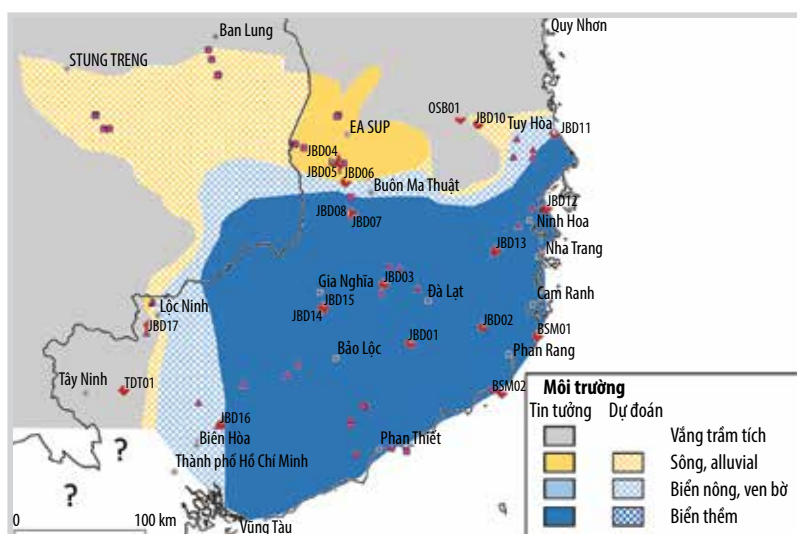 Ban Lung
Quy Nhơn
STUNG TRENG
OSB01
JBD10
Tuy Hòa
JBD11
EA SUP
JBD04
JBD05
JBD06
Buôn Ma Thuật
JBD08
JBD07
JBD12
Ninh Hoa
JBD13
Nha Trang
Gia Nghĩa
JBD03
Đà Lạt
Cam Ranh
Lộc Ninh
JBD15
JBD14
JBD17
JBD02
BSM01
JBD01
Bảo Lộc
Phan Rang
Tây Ninh
TDT01
BSM02
JBD16
Biên Hòa
Phan Thiết
?
Thành phố Hồ Chí Minh
?
0 100 km
Vũng Tàu
Môi trường
Tin tưởng Dự đoán
Vắng trầm tích
Sông, alluvial
Biển nông, ven bờ
Biển thềm